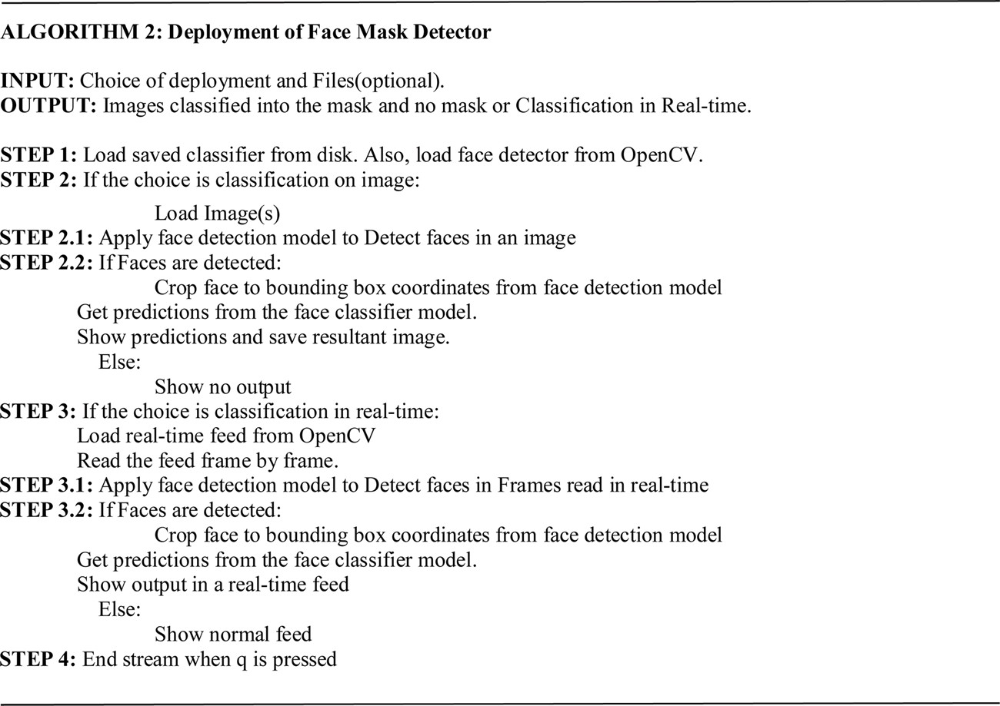 ALGORITHM 2: Deployment of Face Mask Detector
INPUT: Choice of deployment and Files(optional).
OUTPUT: Images classified into the mask and no mask or Classification in Real-time.
STEP 1: Load saved classifier from disk. Also, load face detector from OpenCV.
STEP 2: If the choice is classification on image:
Load Image(s)
STEP 2.1: Apply face detection model to Detect faces in an image
STEP 2.2: If Faces are detected:
Crop face to bounding box coordinates from face detection model
Get predictions from the face classifier model.
Show predictions and save resultant image.
Else:
Show no output
STEP 3: If the choice is classification in real-time:
Load real-time feed from OpenCV
Read the feed frame by frame.
STEP 3.1: Apply face detection model to Detect faces in Frames read in real-time
STEP 3.2: If Faces are detected:
Crop face to bounding box coordinates from face detection model
Get predictions from the face classifier model.
Show output in a real-time feed
Else:
Show normal feed
STEP 4: End stream when q is pressed